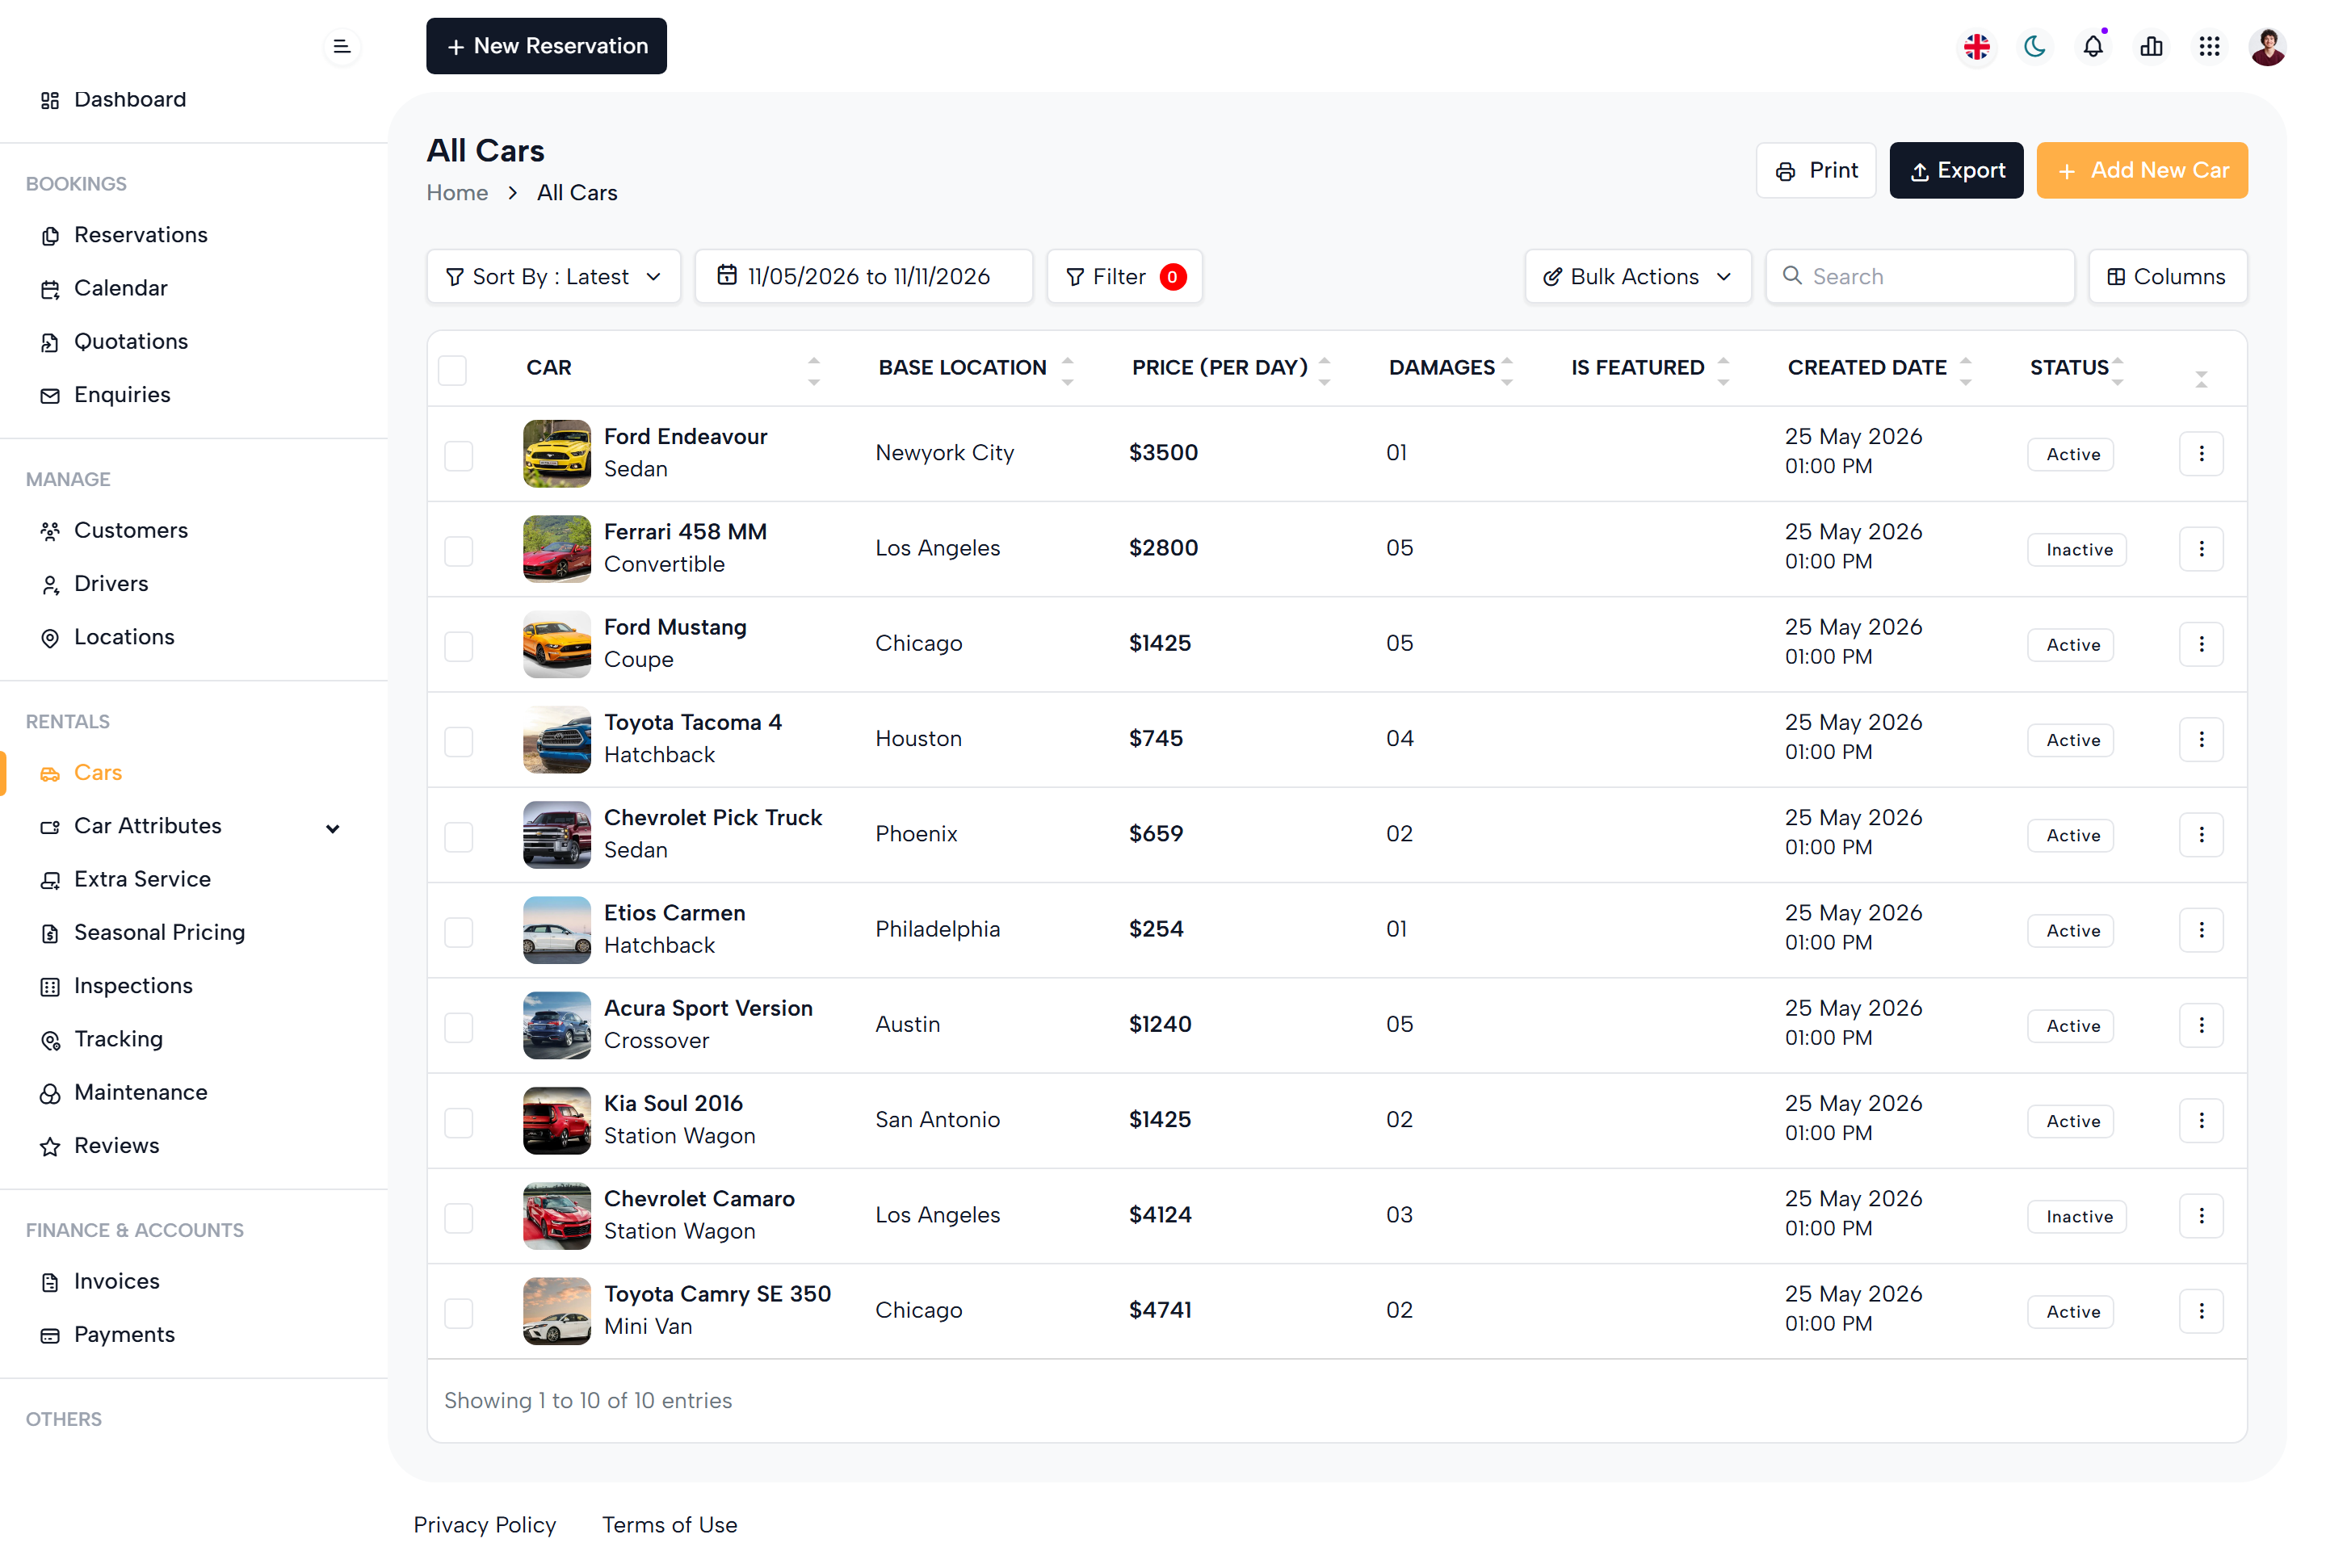 New Reservation
Dashboard
BOOKINGS
Reservations
Calendar
Quotations
Enquiries
MANAGE
Customers
Drivers
Locations
RENTALS
Cars
Car Attributes
Extra Service
Seasonal Pricing
Inspections
Tracking
Maintenance
Reviews
FINANCE & ACCOUNTS
Invoices
Payments
OTHERS
All Cars
Home > All Cars
Print
Export
Add New Car
Sort By : Latest
11/05/2026 to 11/11/2026
Filter 0
Bulk Actions
Search
Columns
CAR BASE LOCATION PRICE (PER DAY) DAMAGES IS FEATURED CREATED DATE STATUS
Ford Endeavour
Sedan
Newyork City
$3500
01
25 May 2026
01:00 PM
Active
Ferrari 458 MM
Convertible
Los Angeles
$2800
05
25 May 2026
01:00 PM
Inactive
Ford Mustang
Coupe
Chicago
$1425
05
25 May 2026
01:00 PM
Active
Toyota Tacoma 4
Hatchback
Houston
$745
04
25 May 2026
01:00 PM
Active
Chevrolet Pick Truck
Sedan
Phoenix
$659
02
25 May 2026
01:00 PM
Active
Etios Carmen
Hatchback
Philadelphia
$254
01
25 May 2026
01:00 PM
Active
Acura Sport Version
Crossover
Austin
$1240
05
25 May 2026
01:00 PM
Active
Kia Soul 2016
Station Wagon
San Antonio
$1425
02
25 May 2026
01:00 PM
Active
Chevrolet Camaro
Station Wagon
Los Angeles
$4124
03
25 May 2026
01:00 PM
Inactive
Toyota Camry SE 350
Mini Van
Chicago
$4741
02
25 May 2026
01:00 PM
Active
Showing 1 to 10 of 10 entries
Privacy Policy
Terms of Use